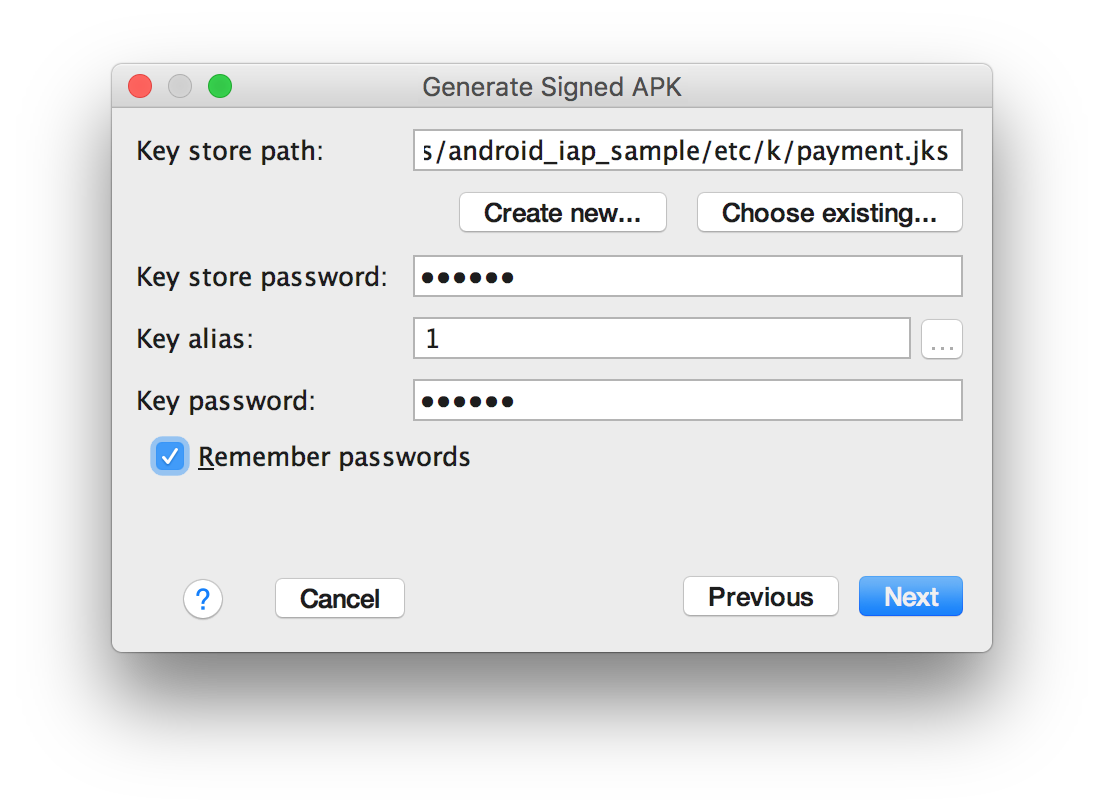 Generate Signed APK
Key store path: s/android_iap_sample/etc/k/payment.jks
Create new... Choose existing...
Key store password: ●●●●●●
Key alias: 1 ...
Key password: ●●●●●●
Remember passwords
? Cancel Previous Next